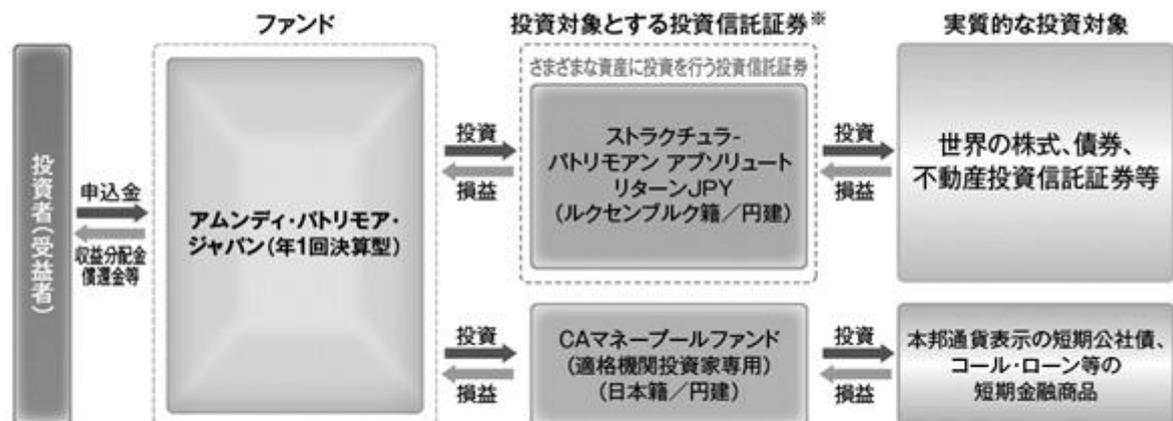 ファンド
投資対象とする投資信託証券※
実質的な投資対象
投資者(受益者)
申込金
収益分配金
償還金等
アムンディ・パトリモア・
ジャパン(年1回決算型)
投資
損益
さまざまな資産に投資を行う投資信託証券
ストラクチュラ-
パトリモアン アブソリュート
リターンJPY
(ルクセンブルク籍/円建)
投資
損益
世界の株式、債券、
不動産投資信託証券等
投資
損益
CAマネープールファンド
(適格機関投資家専用)
(日本籍/円建)
投資
損益
本邦通貨表示の短期公社債、
コール・ローン等の
短期金融商品